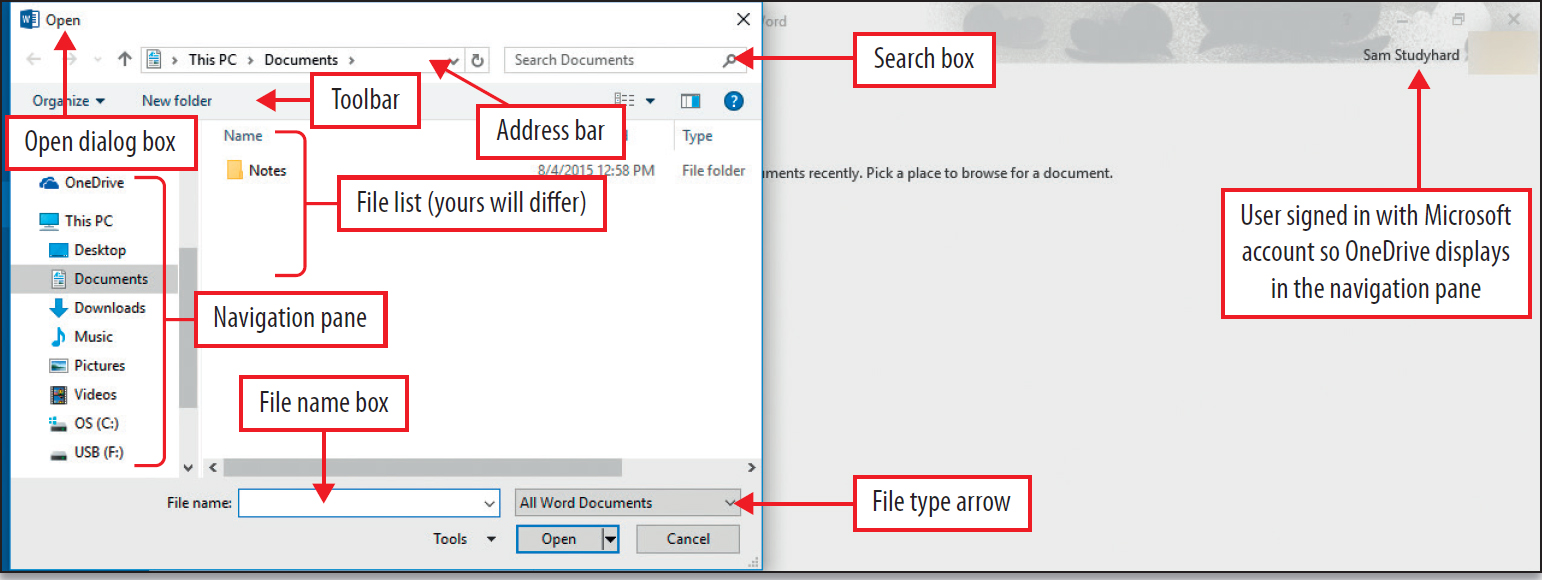 Open
Word
Sam Studyhard
This PC > Documents >
Search Documents
Search box
Organize
New folder
Toolbar
Address bar
Open dialog box
Name
Type
Notes
8/4/2015 12:58 PM
File folder
uments recently. Pick a place to browse for a document.
File list (yours will differ)
User signed in with Microsoft
account so OneDrive displays
in the navigation pane
OneDrive
This PC
Desktop
Documents
Downloads
Music
Pictures
Videos
OS (C:)
USB (F:)
Navigation pane
File name box
File name:
All Word Documents
File type arrow
Tools
Open
Cancel